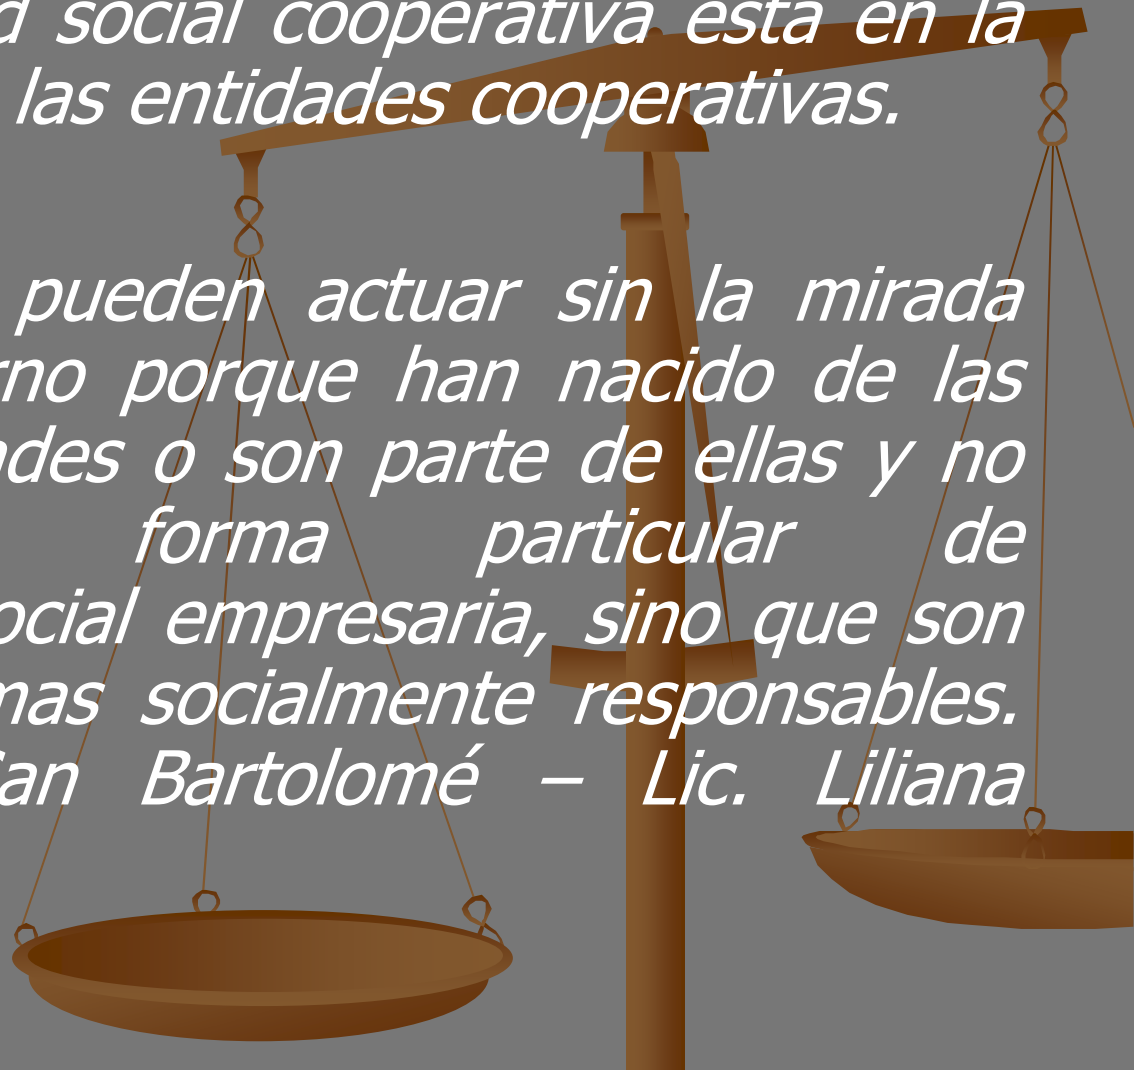 d social cooperativa está en la
las entidades cooperativas.
pueden actuar sin la mirada
rno porque han nacido de las
ades o son parte de ellas y no
forma particular de
ocial empresaria, sino que son
mas socialmente responsables.
San Bartolomé – Lic. Liliana